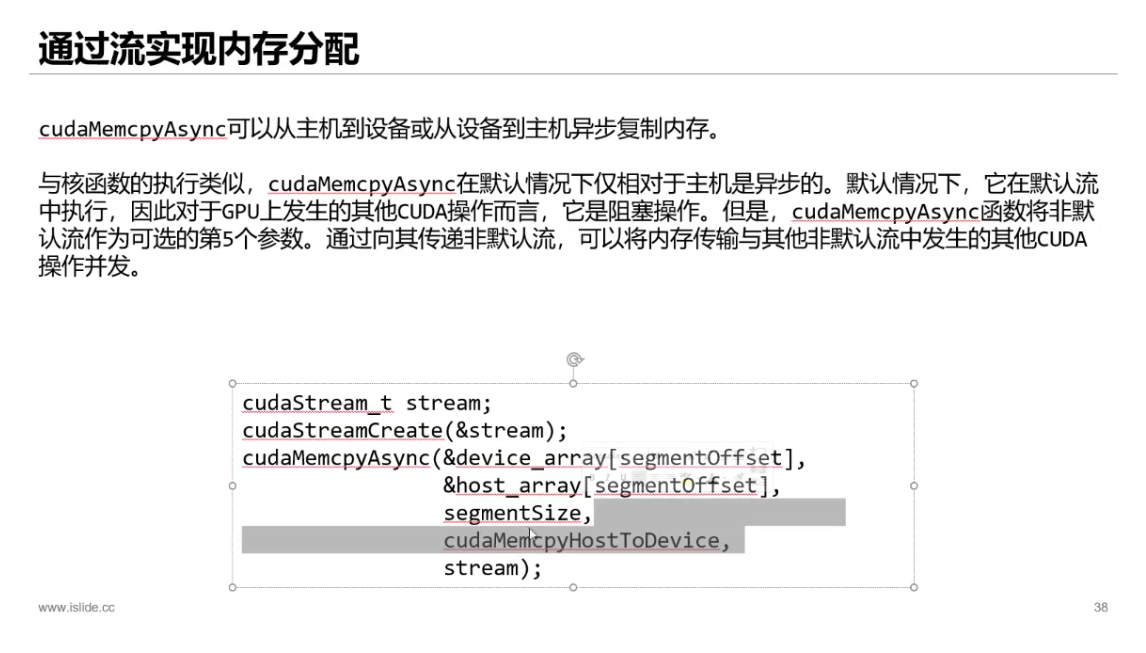 通过流实现内存分配
cudaMemcpyAsync可以从主机到设备或从设备到主机异步复制内存。
与核函数的执行类似，cudaMemcpyAsync在默认情况下仅相对于主机是异步的。默认情况下，它在默认流
中执行，因此对于GPU上发生的其他CUDA操作而言，它是阻塞操作。但是，cudaMemcpyAsync函数将非默
认流作为可选的第5个参数。通过向其传递非默认流，可以将内存传输与其他非默认流中发生的其他CUDA
操作并发。
cudaStream_t stream;
cudaStreamCreate(&stream);
cudaMemcpyAsync(&device_array[segmentOffset],
&host_array[segmentOffset],
segmentSize,
cudaMemcpyHostToDevice,
stream);
www.islide.cc
38